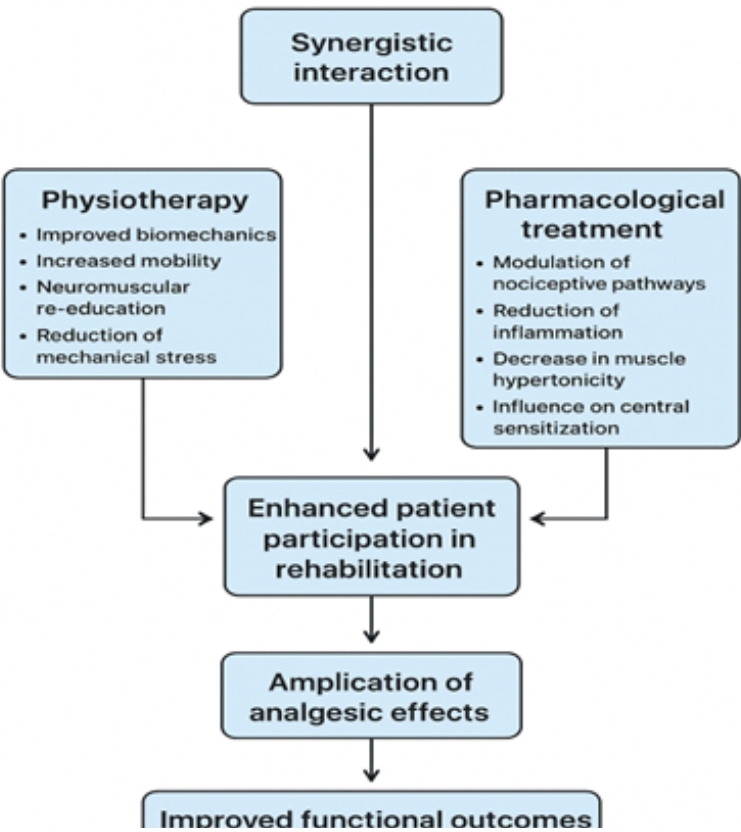 Synergistic
interaction
Physiotherapy
• Improved biomechanics
• Increased mobility
• Neuromuscular
re-education
• Reduction of
mechanical stress
Pharmacological
treatment
• Modulation of
nociceptive pathways
• Reduction of
inflammation
• Decrease in muscle
hypertonicity
• Influence on central
sensitization
Enhanced patient
participation in
rehabilitation
Amplication of
analgesic effects
Improved functional outcomes